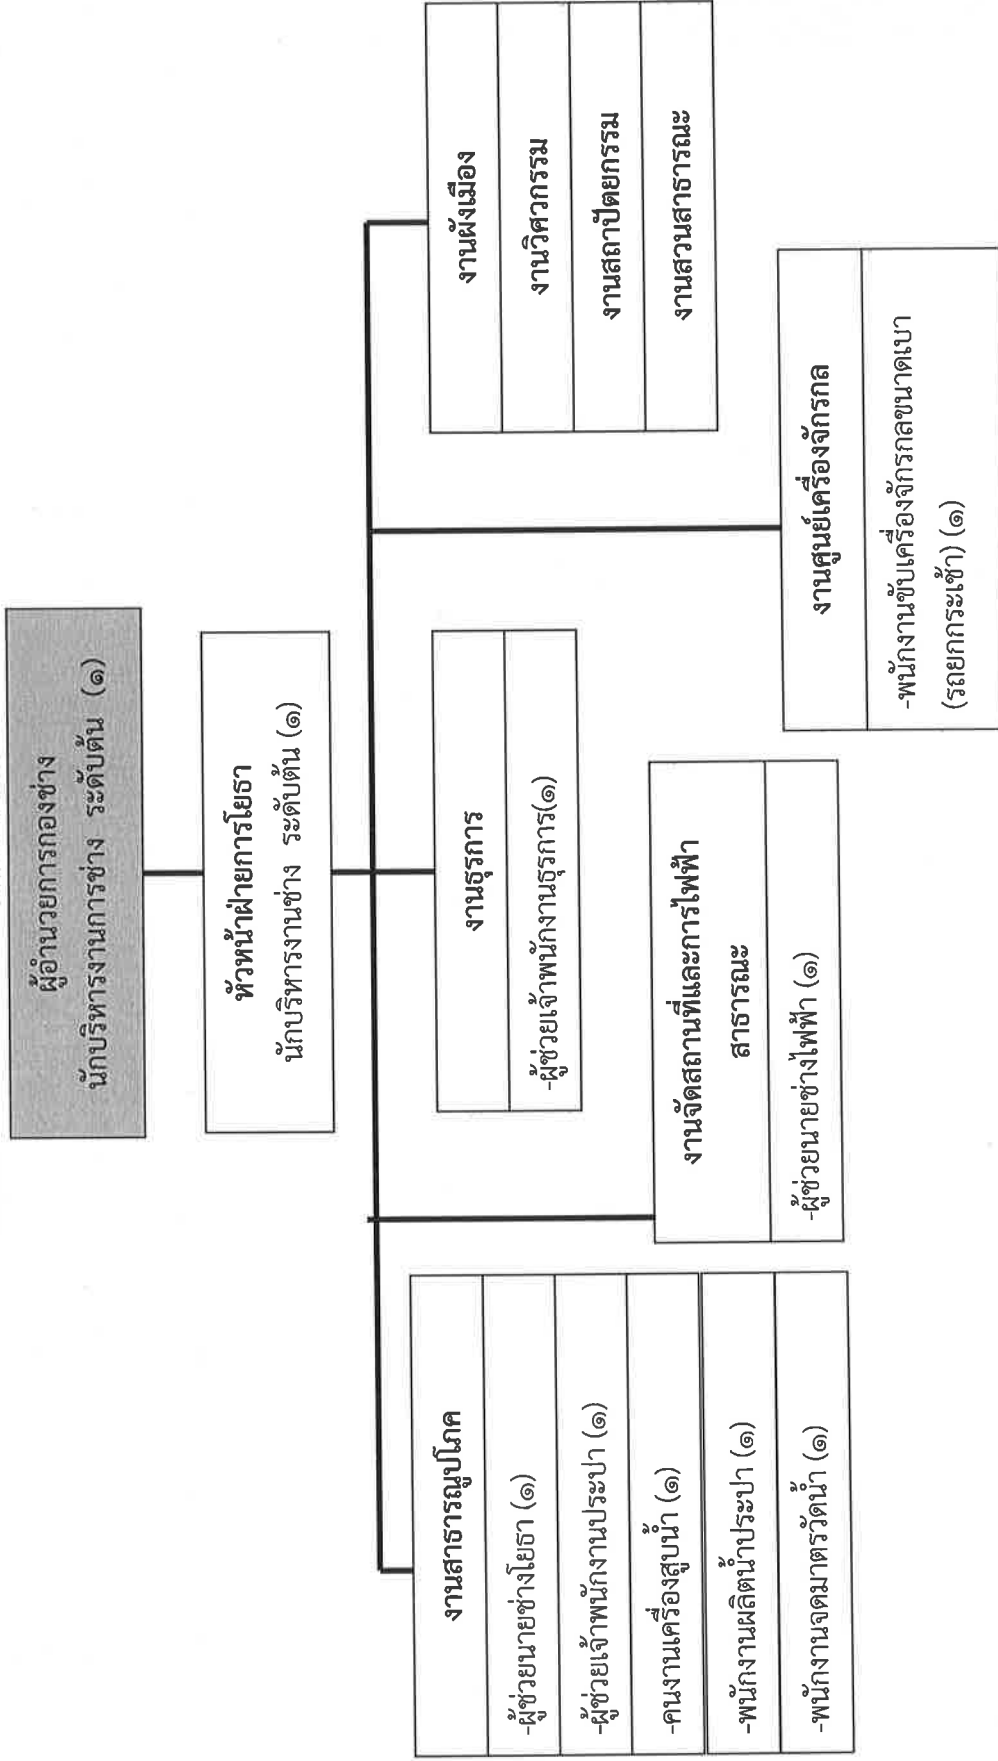 ผู้อำนวยการกองช่าง
นักบริหารงานการช่าง ระดับต้น (๑)
หัวหน้าฝ่ายการโยธา
นักบริหารงานช่าง ระดับต้น (๑)
งานสาธารณูปโภค
-ผู้ช่วยนายช่างโยธา (๑)
-ผู้ช่วยเจ้าพนักงานประปา (๑)
-คนงานเครื่องสูบน้ำ (๑)
-พนักงานผลิตน้ำประปา (๑)
-พนักงานจดมาตรวัดน้ำ (๑)
งานจัดสถานที่และการไฟฟ้า
สาธารณะ
-ผู้ช่วยนายช่างไฟฟ้า (๑)
งานธุรการ
-ผู้ช่วยเจ้าพนักงานธุรการ(๑)
งานศูนย์เครื่องจักรกล
-พนักงานขับเครื่องจักรกลขนาดเบา
(รถยกกระเช้า) (๑)
งานผังเมือง
งานวิศวกรรม
งานสถาปัตยกรรม
งานสวนสาธารณะ